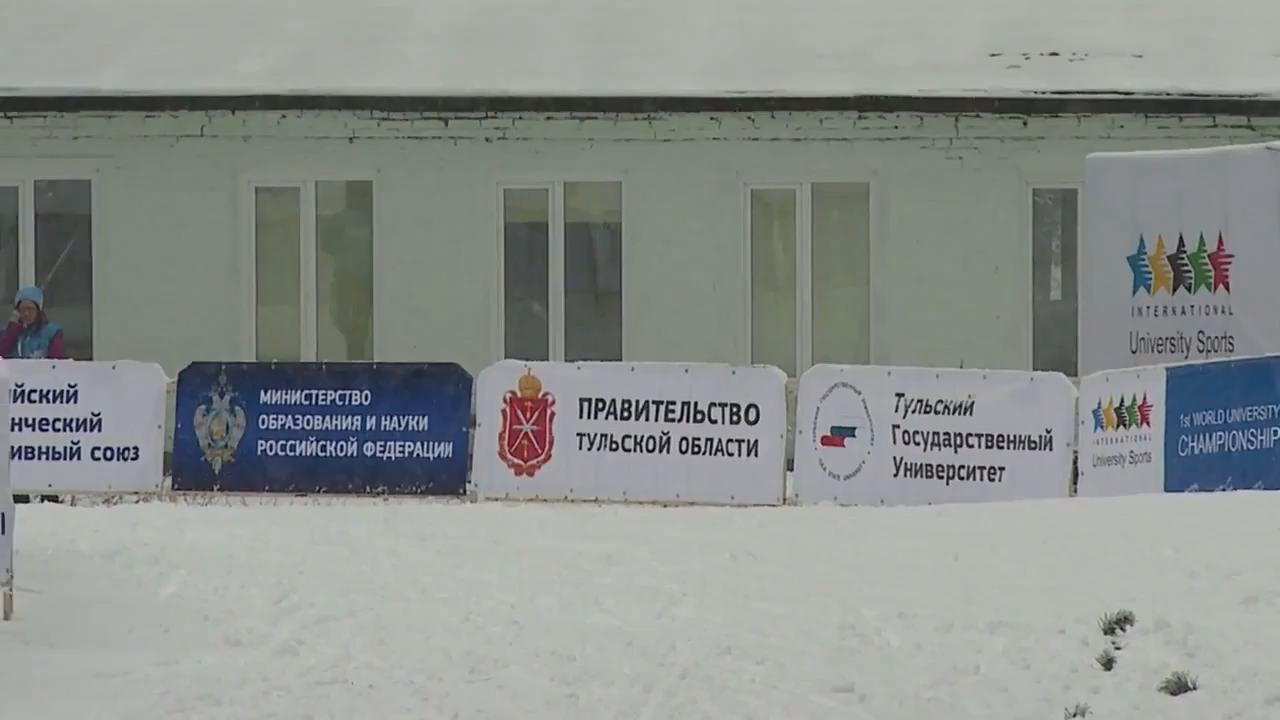 МИНИСТЕРСТВО
ОБРАЗОВАНИЯ И НАУКИ
РОССИЙСКОЙ ФЕДЕРАЦИИ
ПРАВИТЕЛЬСТВО
ТУЛЬСКОЙ ОБЛАСТИ
Тульский
Государственный
Университет
INTERNATIONAL
University Sports
INTERNATIONAL
University Sports
1st WORLD UNIVERSITY
CHAMPIONSHIP
йский
нческий
ивный союз